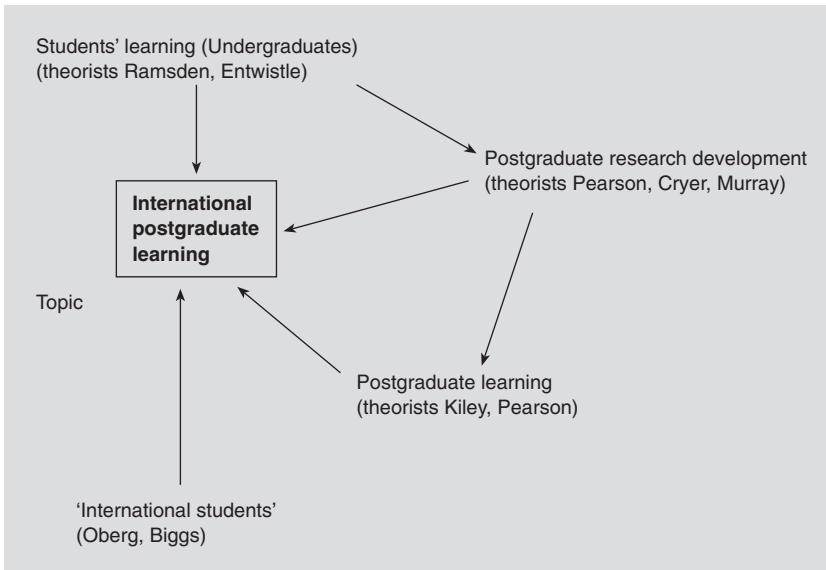 Students’ learning (Undergraduates)
(theorists Ramsden, Entwistle)
Postgraduate research development
(theorists Pearson, Cryer, Murray)
International
postgraduate
learning
Topic
Postgraduate learning
(theorists Kiley, Pearson)
‘International students’
(Oberg, Biggs)